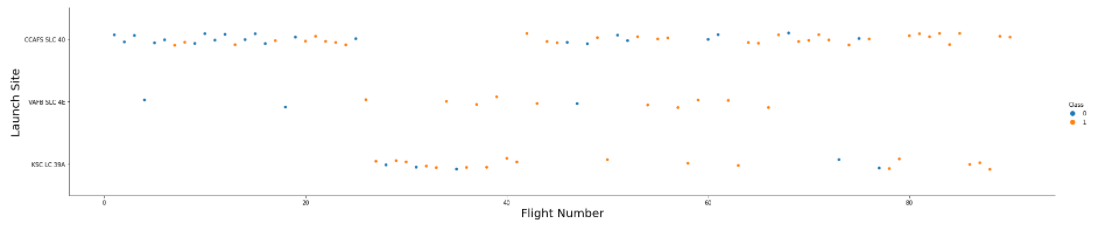 CCAFS SLC 40
VAFB SLC 4E
KSC LC 39A
Launch Site
0
20
40
60
80
Flight Number
Class
0
1